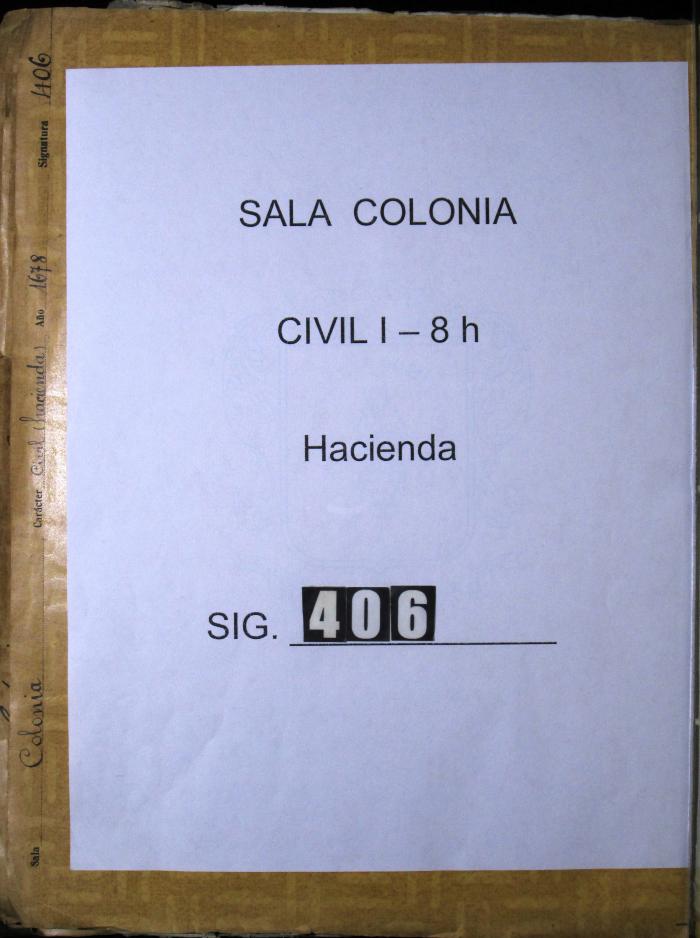 SALA COLONIA
CIVIL I – 8 h
Hacienda
SIG. 406
Sala Colonia Carácter Civil (hacienda) Año 1678 Signatura 406